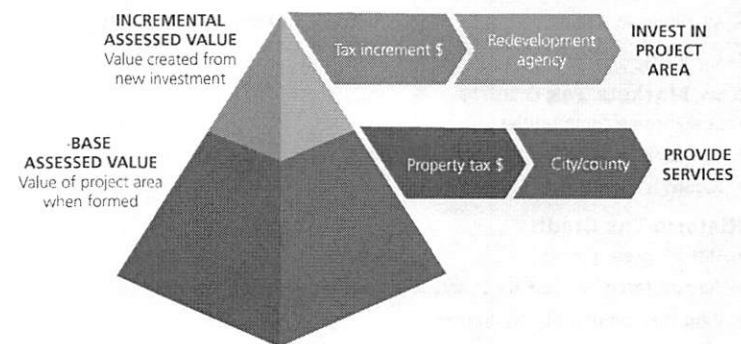 INCREMENTAL
ASSESSED VALUE
Value created from
new investment
Tax increment $
Redevelopment
agency
INVEST IN
PROJECT
AREA
·BASE
ASSESSED VALUE
Value of project area
when formed
Property tax $
City/county
PROVIDE
SERVICES